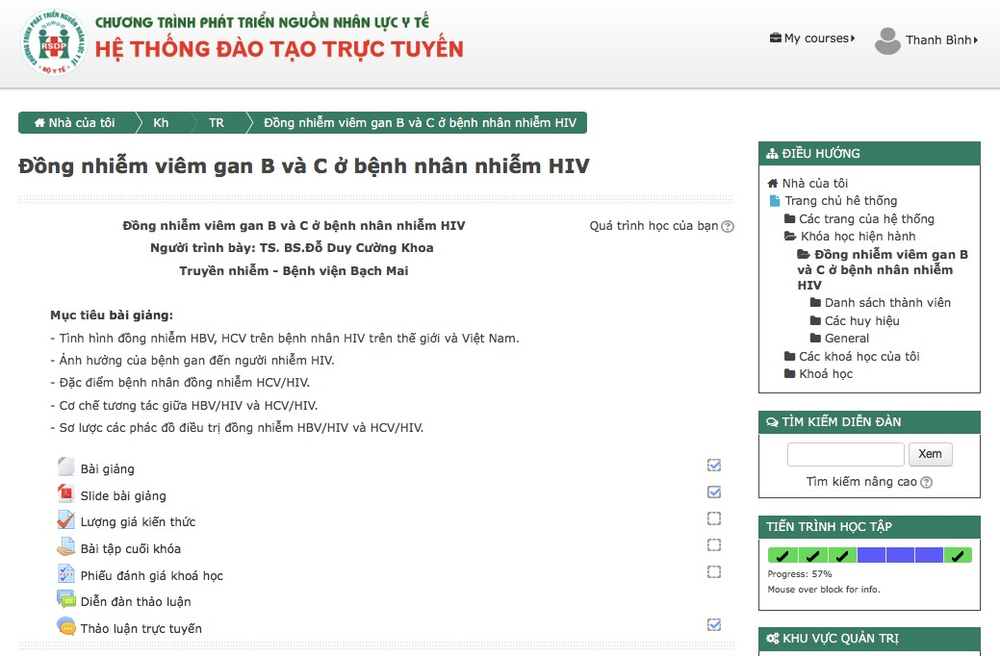 CHƯƠNG TRÌNH PHÁT TRIỂN NGUỒN NHÂN LỰC Y TẾ
RSDP
BỘ Y TẾ
HỆ THỐNG ĐÀO TẠO TRỰC TUYẾN
My courses
Thanh Bình
Nhà của tôi
Kh
TR
Đồng nhiễm viêm gan B và C ở bệnh nhân nhiễm HIV
Đồng nhiễm viêm gan B và C ở bệnh nhân nhiễm HIV
Đồng nhiễm viêm gan B và C ở bệnh nhân nhiễm HIV
Quá trình học của bạn
Người trình bày: TS. BS.Đỗ Duy Cường Khoa
Truyền nhiễm - Bệnh viện Bạch Mai
Mục tiêu bài giảng:
- Tình hình đồng nhiễm HBV, HCV trên bệnh nhân HIV trên thế giới và Việt Nam.
- Ảnh hưởng của bệnh gan đến người nhiễm HIV.
- Đặc điểm bệnh nhân đồng nhiễm HCV/HIV.
- Cơ chế tương tác giữa HBV/HIV và HCV/HIV.
- Sơ lược các phác đồ điều trị đồng nhiễm HBV/HIV và HCV/HIV.
Bài giảng
Slide bài giảng
Lượng giá kiến thức
Bài tập cuối khóa
Phiếu đánh giá khoá học
Diễn đàn thảo luận
Thảo luận trực tuyến
ĐIỀU HƯỚNG
Nhà của tôi
Trang chủ hệ thống
Các trang của hệ thống
Khóa học hiện hành
Đồng nhiễm viêm gan B
và C ở bệnh nhân nhiễm
HIV
Danh sách thành viên
Các huy hiệu
General
Các khoá học của tôi
Khoá học
TÌM KIẾM DIỄN ĐÀN
Xem
Tìm kiếm nâng cao
TIẾN TRÌNH HỌC TẬP
Progress: 57%
Mouse over block for info.
KHU VỰC QUẢN TRỊ